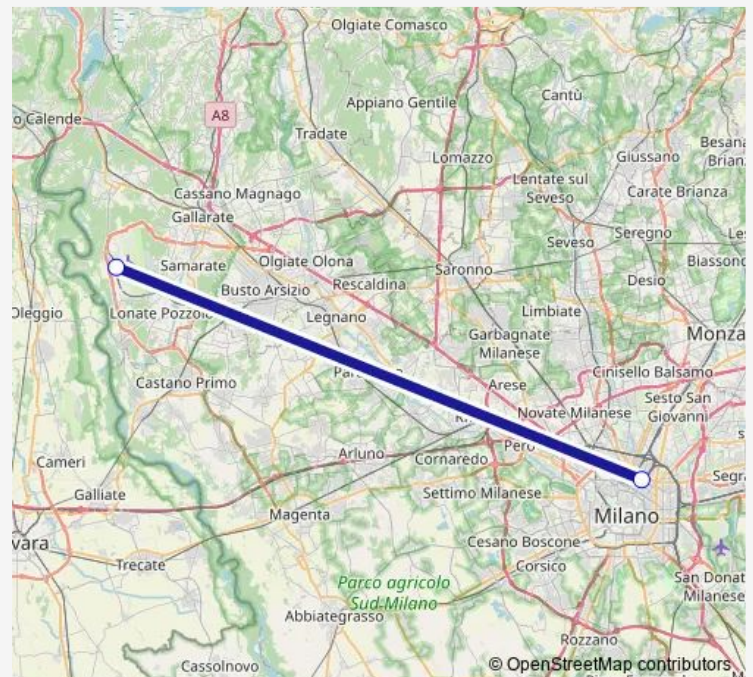 Olgiate Comasco
Cantù
Appiano Gentile
A8
o Calende
Tradate
Besana
Brian
Giussano
Lomazzo
Lentate sul
Seveso
Carate Brianza
Cassano Magnago
Gallarate
Seregno
Seveso
Biassono
Olgiate Olona
Samarate
Saronno
Desio
Busto Arsizio
Rescaldina
Oleggio
Lonate Pozzolo
Legnano
Limbiate
Garbagnate
Milanese
Monza
Castano Primo
Arese
Cinisello Balsamo
Sesto San
Giovanni
Novate Milanese
Pero
Arluno
Cornaredo
Cameri
Segra
Galliate
Settimo Milanese
Magenta
Milano
vara
Cesano Boscone
Trecate
Corsico
Parco agricolo
Sud-Milano
San Donat
Milanese
Abbiategrasso
Rozzano
Cassolnovo
© OpenStreetMap contributors